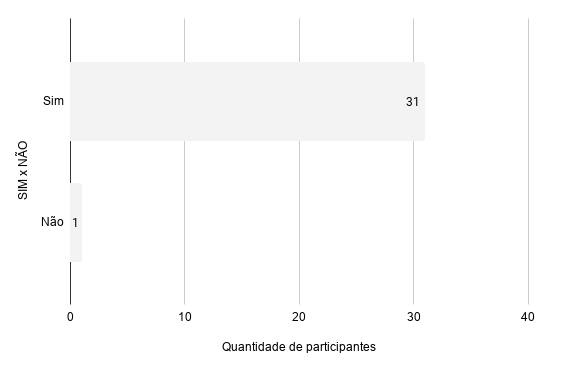 SIM x NÃO
Sim
31
Não
1
0 10 20 30 40
Quantidade de participantes